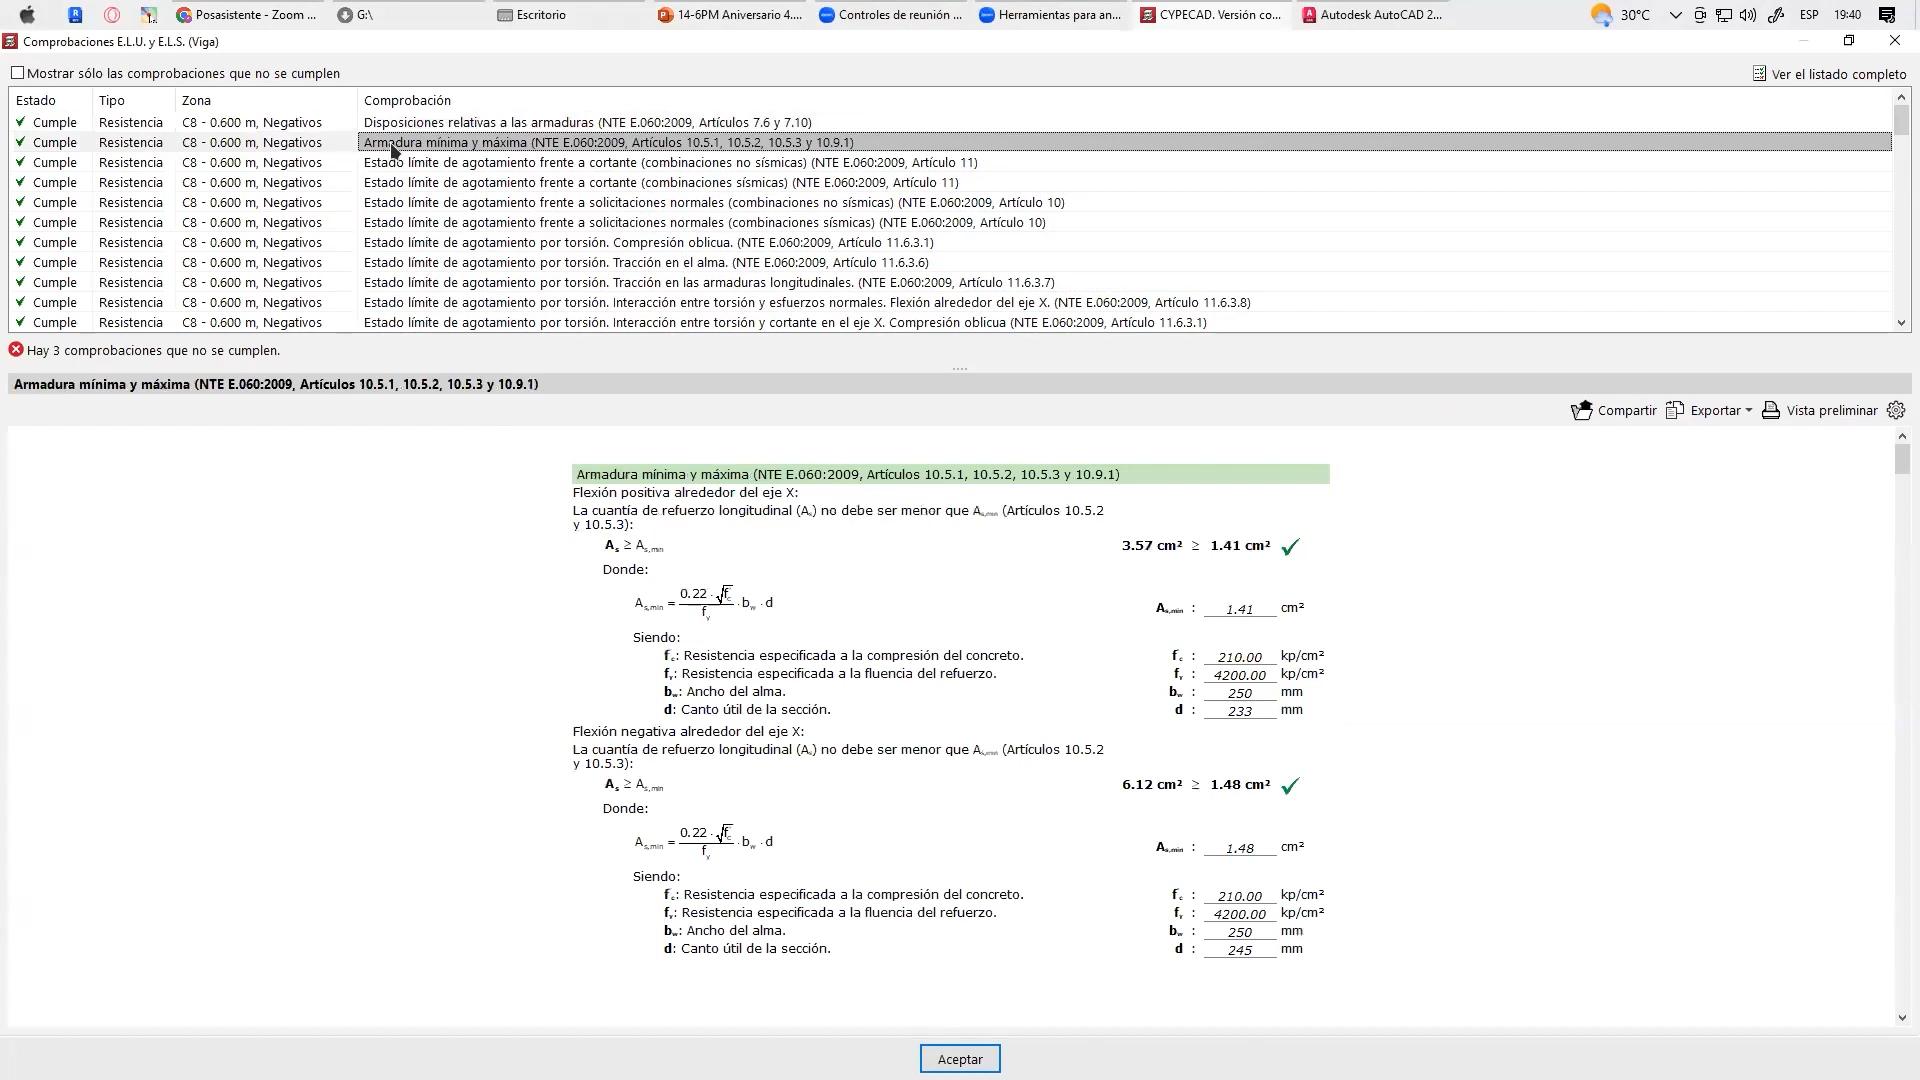 Posasistente - Zoom ...
G:\
Escritorio
14-6PM Aniversario 4....
Controles de reunión ...
Herramientas para an...
CYPECAD. Versión co...
Autodesk AutoCAD 2...
30°C
ESP
19:40
Comprobaciones E.L.U. y E.L.S. (Viga)
Mostrar sólo las comprobaciones que no se cumplen
Ver el listado completo
Estado Tipo Zona Comprobación
Cumple Resistencia C8 - 0.600 m, Negativos Disposiciones relativas a las armaduras (NTE E.060:2009, Artículos 7.6 y 7.10)
Cumple Resistencia C8 - 0.600 m, Negativos Armadura mínima y máxima (NTE E.060:2009, Artículos 10.5.1, 10.5.2, 10.5.3 y 10.9.1)
Cumple Resistencia C8 - 0.600 m, Negativos Estado límite de agotamiento frente a cortante (combinaciones no sísmicas) (NTE E.060:2009, Artículo 11)
Cumple Resistencia C8 - 0.600 m, Negativos Estado límite de agotamiento frente a cortante (combinaciones sísmicas) (NTE E.060:2009, Artículo 11)
Cumple Resistencia C8 - 0.600 m, Negativos Estado límite de agotamiento frente a solicitaciones normales (combinaciones no sísmicas) (NTE E.060:2009, Artículo 10)
Cumple Resistencia C8 - 0.600 m, Negativos Estado límite de agotamiento frente a solicitaciones normales (combinaciones sísmicas) (NTE E.060:2009, Artículo 10)
Cumple Resistencia C8 - 0.600 m, Negativos Estado límite de agotamiento por torsión. Compresión oblicua. (NTE E.060:2009, Artículo 11.6.3.1)
Cumple Resistencia C8 - 0.600 m, Negativos Estado límite de agotamiento por torsión. Tracción en el alma. (NTE E.060:2009, Artículo 11.6.3.6)
Cumple Resistencia C8 - 0.600 m, Negativos Estado límite de agotamiento por torsión. Tracción en las armaduras longitudinales. (NTE E.060:2009, Artículo 11.6.3.7)
Cumple Resistencia C8 - 0.600 m, Negativos Estado límite de agotamiento por torsión. Interacción entre torsión y esfuerzos normales. Flexión alrededor del eje X. (NTE E.060:2009, Artículo 11.6.3.8)
Cumple Resistencia C8 - 0.600 m, Negativos Estado límite de agotamiento por torsión. Interacción entre torsión y cortante en el eje X. Compresión oblicua (NTE E.060:2009, Artículo 11.6.3.1)
Hay 3 comprobaciones que no se cumplen.
Armadura mínima y máxima (NTE E.060:2009, Artículos 10.5.1, 10.5.2, 10.5.3 y 10.9.1)
Compartir Exportar Vista preliminar
Armadura mínima y máxima (NTE E.060:2009, Artículos 10.5.1, 10.5.2, 10.5.3 y 10.9.1)
Flexión positiva alrededor del eje X:
La cuantía de refuerzo longitudinal (As) no debe ser menor que As,min (Artículos 10.5.2
y 10.5.3):
As ≥ As,min 3.57 cm² ≥ 1.41 cm²
Donde:
As,min = 0.22 · √f'c / fy · bw · d As,min : 1.41 cm²
Siendo:
f'c: Resistencia especificada a la compresión del concreto. f'c : 210.00 kp/cm²
fy: Resistencia especificada a la fluencia del refuerzo. fy : 4200.00 kp/cm²
bw: Ancho del alma. bw : 250 mm
d: Canto útil de la sección. d : 233 mm
Flexión negativa alrededor del eje X:
La cuantía de refuerzo longitudinal (As) no debe ser menor que As,min (Artículos 10.5.2
y 10.5.3):
As ≥ As,min 6.12 cm² ≥ 1.48 cm²
Donde:
As,min = 0.22 · √f'c / fy · bw · d As,min : 1.48 cm²
Siendo:
f'c: Resistencia especificada a la compresión del concreto. f'c : 210.00 kp/cm²
fy: Resistencia especificada a la fluencia del refuerzo. fy : 4200.00 kp/cm²
bw: Ancho del alma. bw : 250 mm
d: Canto útil de la sección. d : 245 mm
Aceptar